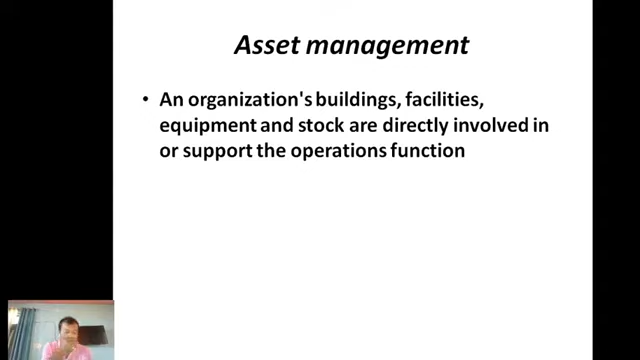 Asset management
• An organization's buildings, facilities,
equipment and stock are directly involved in
or support the operations function